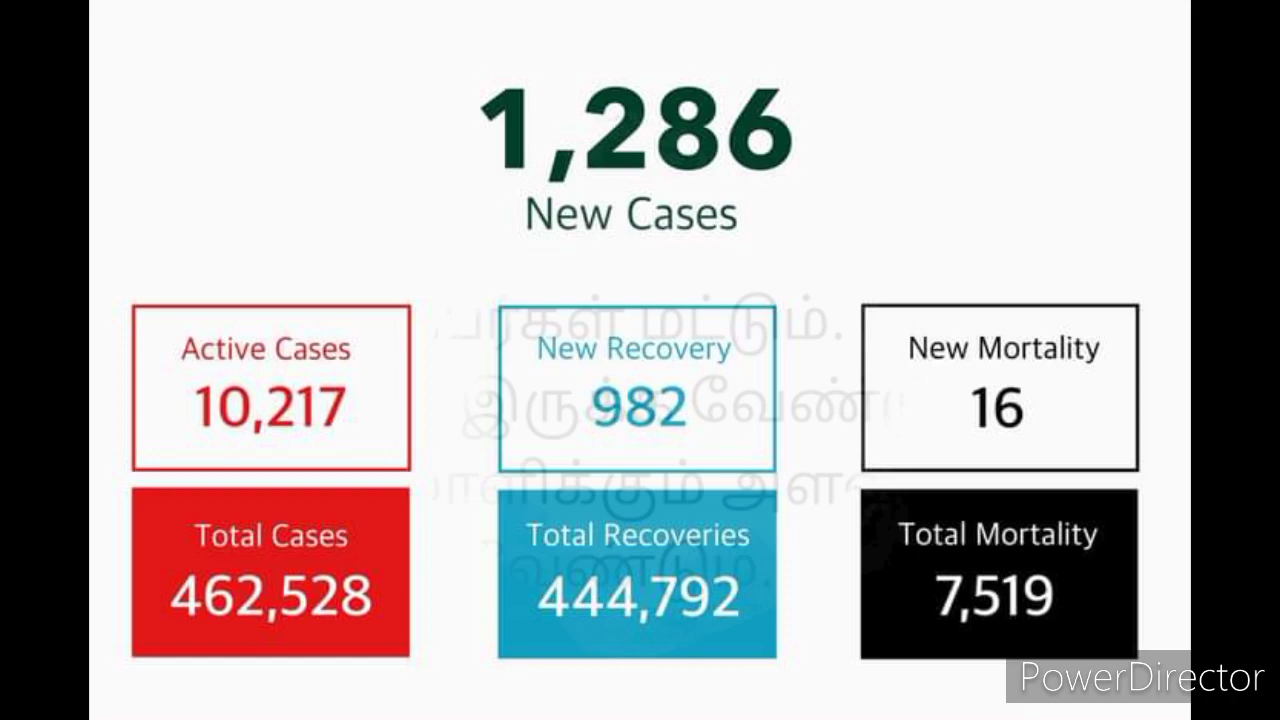 1,286
New Cases
Active Cases
10,217
New Recovery
982
New Mortality
16
Total Cases
462,528
Total Recoveries
444,792
Total Mortality
7,519
மட்டும்.
வேண்டும்.
PowerDirector